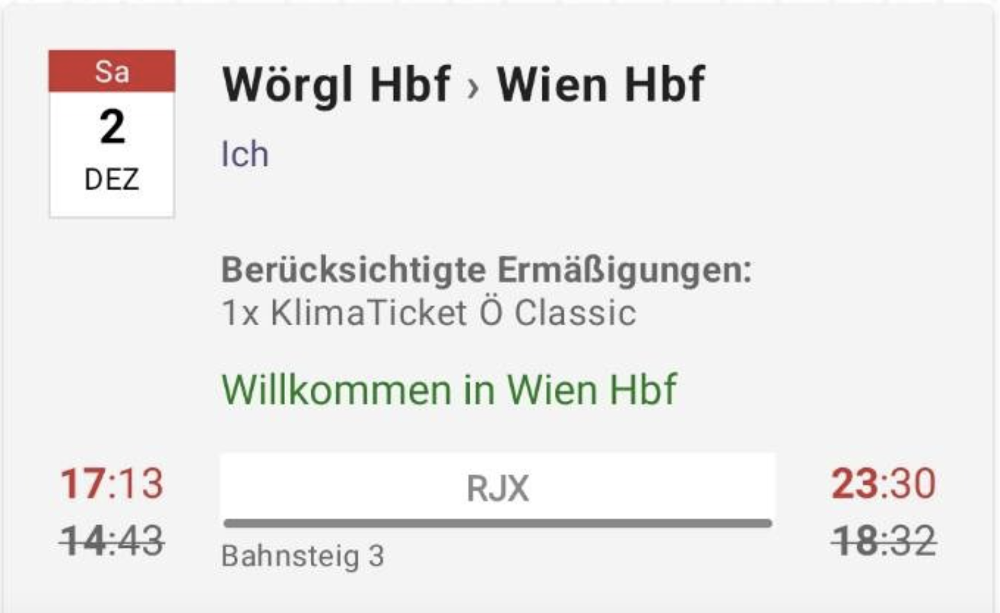 Sa
2
DEZ
Wörgl Hbf › Wien Hbf
Ich
Berücksichtigte Ermäßigungen:
1x KlimaTicket Ö Classic
Willkommen in Wien Hbf
17:13 RJX 23:30
14:43 18:32
Bahnsteig 3